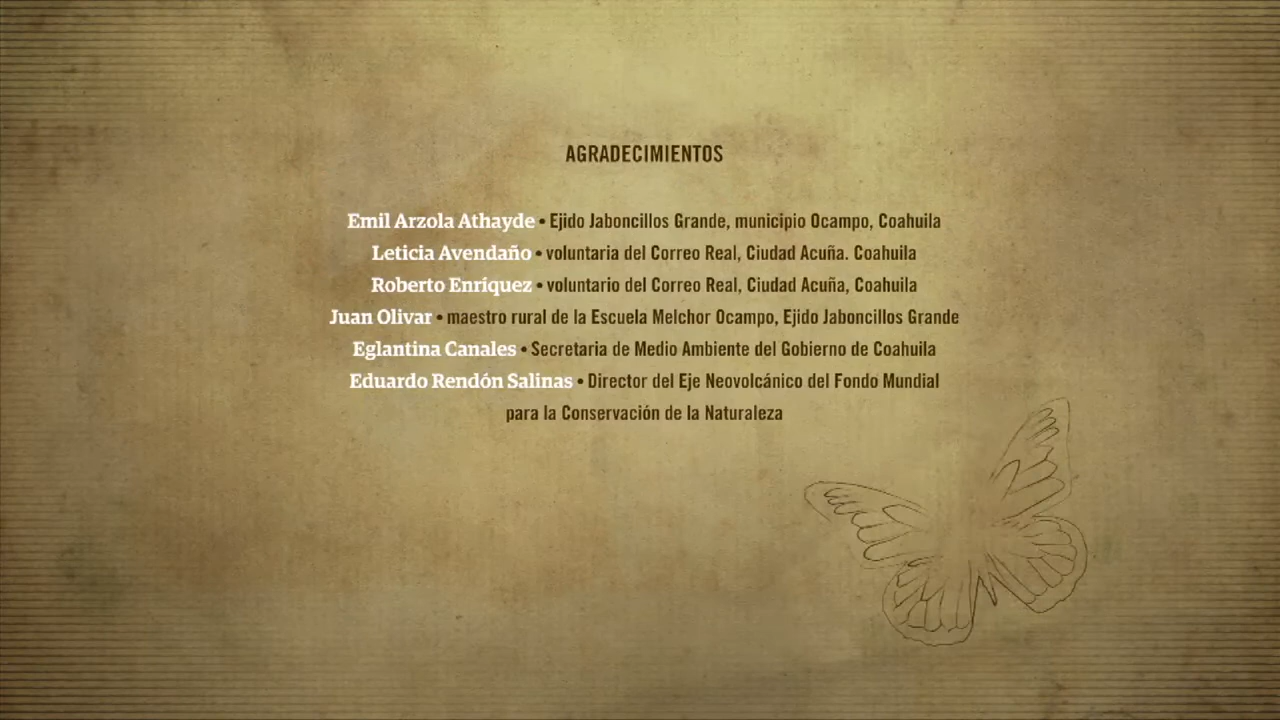 AGRADECIMIENTOS
Emil Arzola Athayde • Ejido Jaboncillos Grande, municipio Ocampo, Coahuila
Leticia Avendaño • voluntaria del Correo Real, Ciudad Acuña. Coahuila
Roberto Enríquez • voluntario del Correo Real, Ciudad Acuña, Coahuila
Juan Olivar • maestro rural de la Escuela Melchor Ocampo, Ejido Jaboncillos Grande
Eglantina Canales • Secretaria de Medio Ambiente del Gobierno de Coahuila
Eduardo Rendón Salinas • Director del Eje Neovolcánico del Fondo Mundial
para la Conservación de la Naturaleza